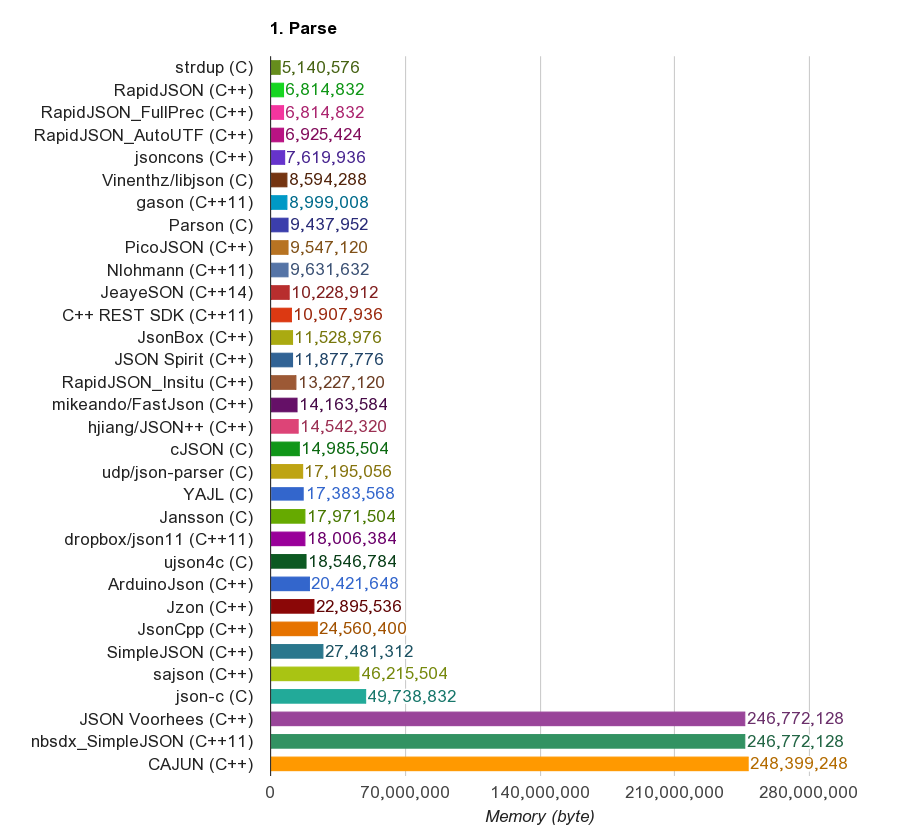 1. Parse
strdup (C) 5,140,576
RapidJSON (C++) 6,814,832
RapidJSON_FullPrec (C++) 6,814,832
RapidJSON_AutoUTF (C++) 6,925,424
jsoncons (C++) 7,619,936
Vinenthz/libjson (C) 8,594,288
gason (C++11) 8,999,008
Parson (C) 9,437,952
PicoJSON (C++) 9,547,120
Nlohmann (C++11) 9,631,632
JeayeSON (C++14) 10,228,912
C++ REST SDK (C++11) 10,907,936
JsonBox (C++) 11,528,976
JSON Spirit (C++) 11,877,776
RapidJSON_Insitu (C++) 13,227,120
mikeando/FastJson (C++) 14,163,584
hjiang/JSON++ (C++) 14,542,320
cJSON (C) 14,985,504
udp/json-parser (C) 17,195,056
YAJL (C) 17,383,568
Jansson (C) 17,971,504
dropbox/json11 (C++11) 18,006,384
ujson4c (C) 18,546,784
ArduinoJson (C++) 20,421,648
Jzon (C++) 22,895,536
JsonCpp (C++) 24,560,400
SimpleJSON (C++) 27,481,312
sajson (C++) 46,215,504
json-c (C) 49,738,832
JSON Voorhees (C++) 246,772,128
nbsdx_SimpleJSON (C++11) 246,772,128
CAJUN (C++) 248,399,248
0 70,000,000 140,000,000 210,000,000 280,000,000
Memory (byte)